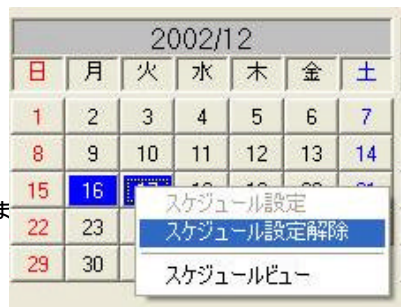 2002/12
日 月 火 水 木 金 土
1 2 3 4 5 6 7
8 9 10 11 12 13 14
15 16
スケジュール設定
ま
22 23 スケジュール設定解除
29 30
スケジュールビュー